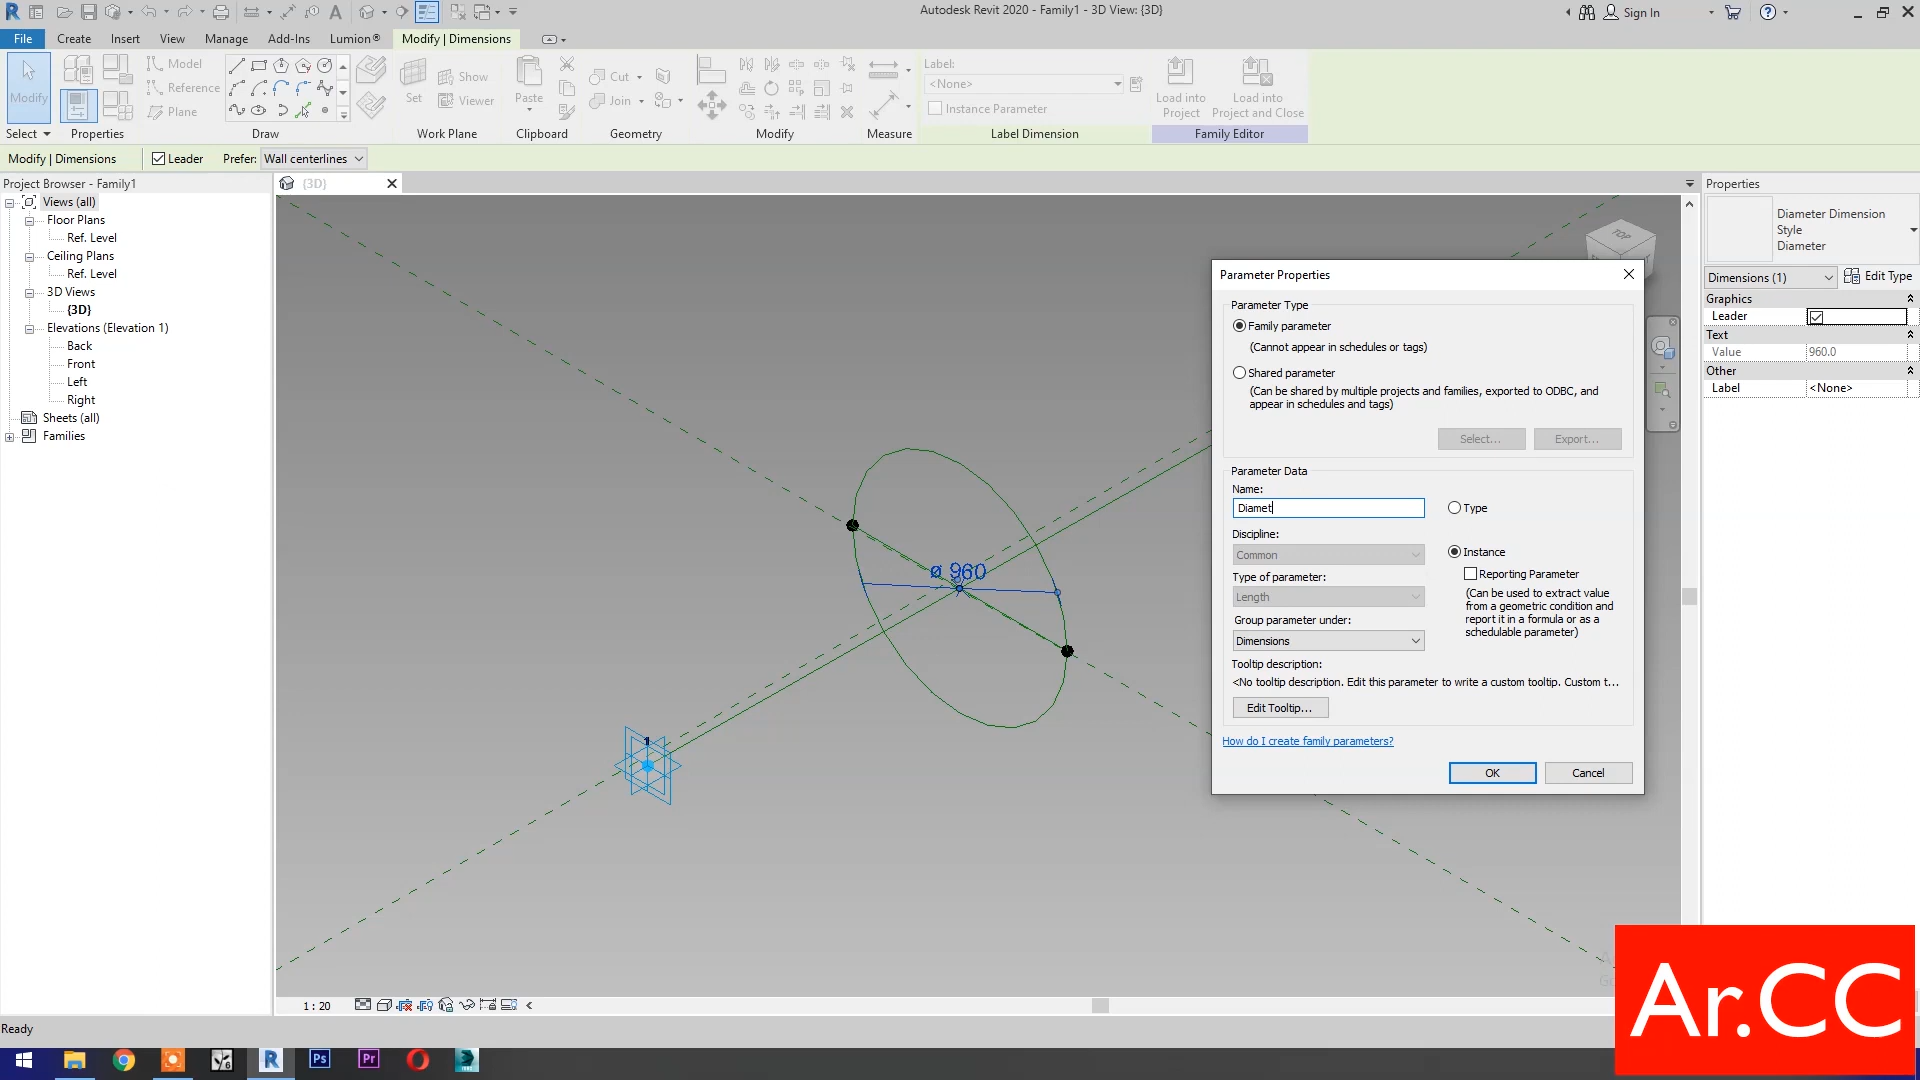 Autodesk Revit 2020 - Family1 - 3D View: {3D}
Sign In
File
Create
Insert
View
Manage
Add-Ins
Lumion®
Modify | Dimensions
Modify
Model
Reference
Plane
Set
Show
Viewer
Paste
Cut
Join
Label:
<None>
Instance Parameter
Load into
Project
Load into
Project and Close
Select
Properties
Draw
Work Plane
Clipboard
Geometry
Modify
Measure
Label Dimension
Family Editor
Modify | Dimensions
Leader
Prefer:
Wall centerlines
Project Browser - Family1
Views (all)
Floor Plans
Ref. Level
Ceiling Plans
Ref. Level
3D Views
{3D}
Elevations (Elevation 1)
Back
Front
Left
Right
Sheets (all)
Families
{3D}
TOP
ø 960
1
Parameter Properties
Parameter Type
Family parameter
(Cannot appear in schedules or tags)
Shared parameter
(Can be shared by multiple projects and families, exported to ODBC, and
appear in schedules and tags)
Select...
Export...
Parameter Data
Name:
Diamet
Type
Discipline:
Common
Instance
Type of parameter:
Length
Reporting Parameter
(Can be used to extract value
from a geometric condition and
report it in a formula or as a
schedulable parameter)
Group parameter under:
Dimensions
Tooltip description:
<No tooltip description. Edit this parameter to write a custom tooltip. Custom t...
Edit Tooltip...
How do I create family parameters?
OK
Cancel
Properties
Diameter Dimension
Style
Diameter
Dimensions (1)
Edit Type
Graphics
Leader
Text
Value
960.0
Other
Label
<None>
1 : 20
Ready
Ar.CC
R
Ps
Pr